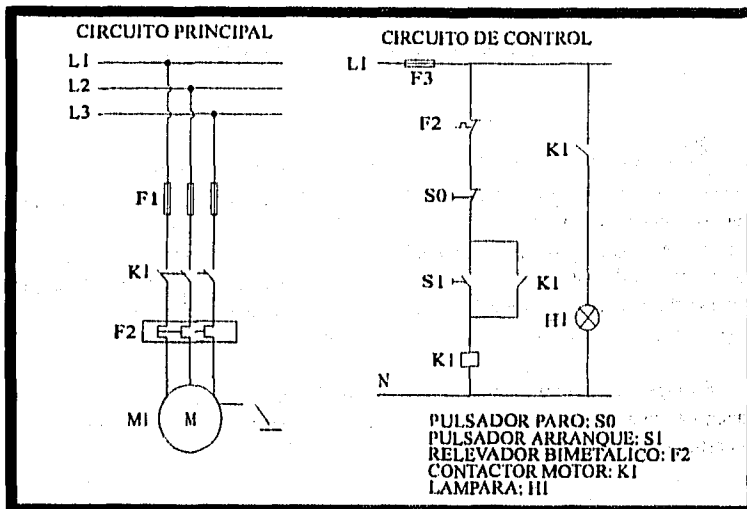 CIRCUITO PRINCIPAL
L1
L2
L3
F1
K1
F2
M1
M
CIRCUITO DE CONTROL
L1
F3
F2
K1
S0
S1
K1
H1
K1
N
PULSADOR PARO: S0
PULSADOR ARRANQUE: S1
RELEVADOR BIMETALICO: F2
CONTACTOR MOTOR: K1
LAMPARA: H1